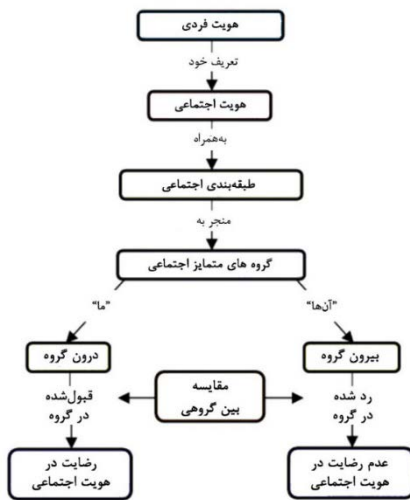 هویت فردی
تعریف خود
هویت اجتماعی
به‌همراه
طبقه‌بندی اجتماعی
منجر به
گروه های متمایز اجتماعی
"آن‌ها"
"ما"
بیرون گروه
درون گروه
رد شده
در گروه
مقایسه
بین گروهی
قبول‌شده
در گروه
عدم رضایت در
هویت اجتماعی
رضایت در
هویت اجتماعی